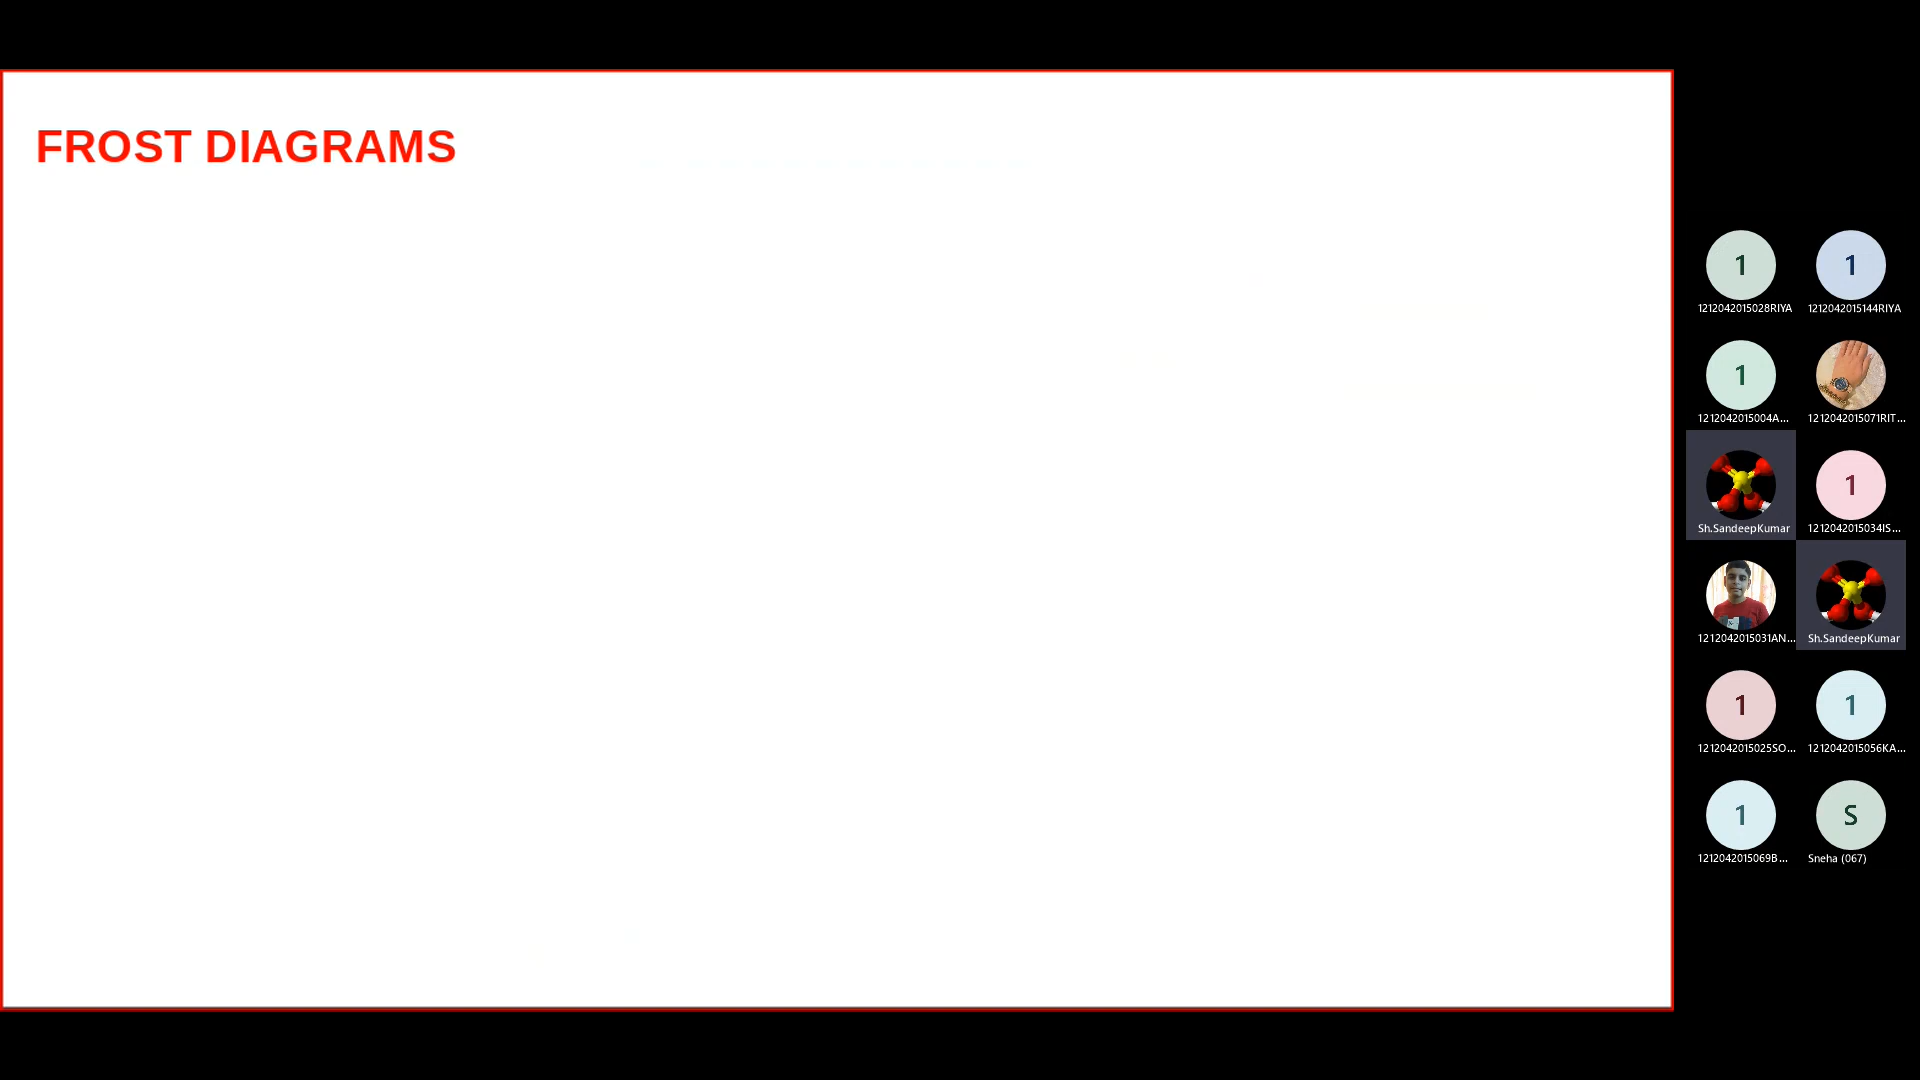 FROST DIAGRAMS
1
1
1212042015028RIYA
1212042015144RIYA
1
1212042015004A...
1212042015071RIT...
1
Sh.SandeepKumar
1212042015034IS...
1212042015031AN...
Sh.SandeepKumar
1
1
1212042015025SO...
1212042015056KA...
1
S
1212042015069B...
Sneha (067)